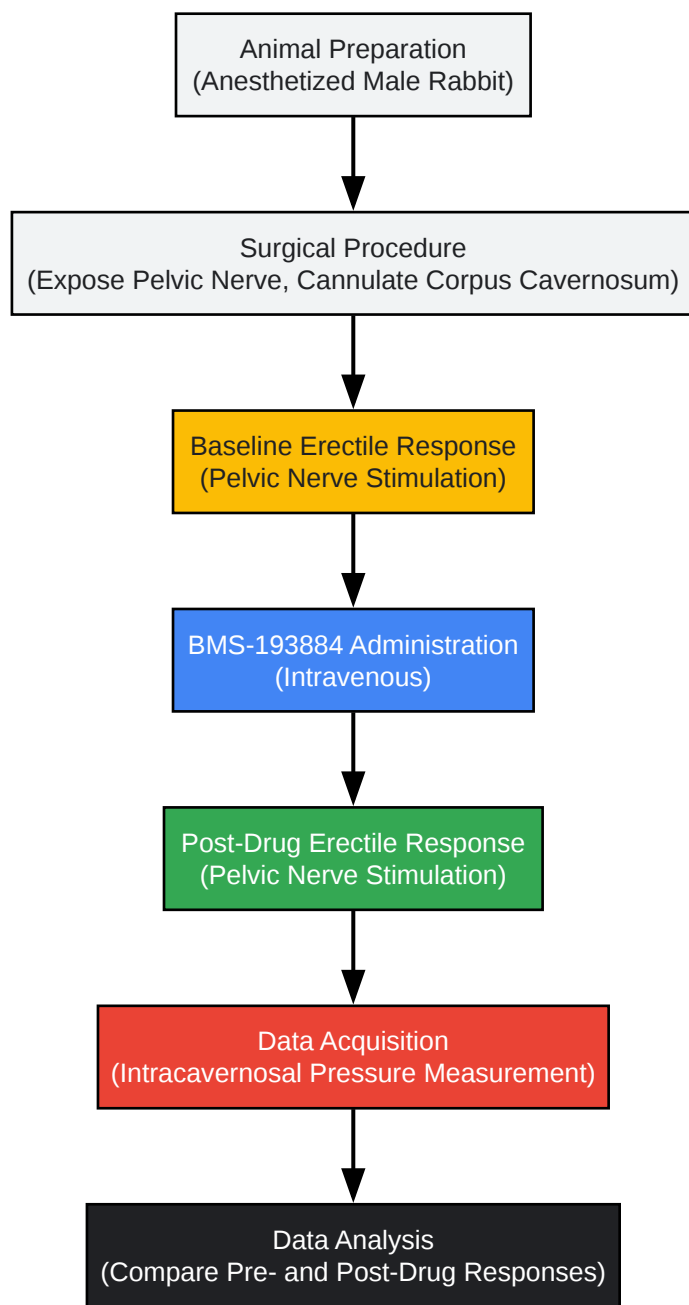 Animal Preparation
(Anesthetized Male Rabbit)
Surgical Procedure
(Expose Pelvic Nerve, Cannulate Corpus Cavernosum)
Baseline Erectile Response
(Pelvic Nerve Stimulation)
BMS-193884 Administration
(Intravenous)
Post-Drug Erectile Response
(Pelvic Nerve Stimulation)
Data Acquisition
(Intracavernosal Pressure Measurement)
Data Analysis
(Compare Pre- and Post-Drug Responses)